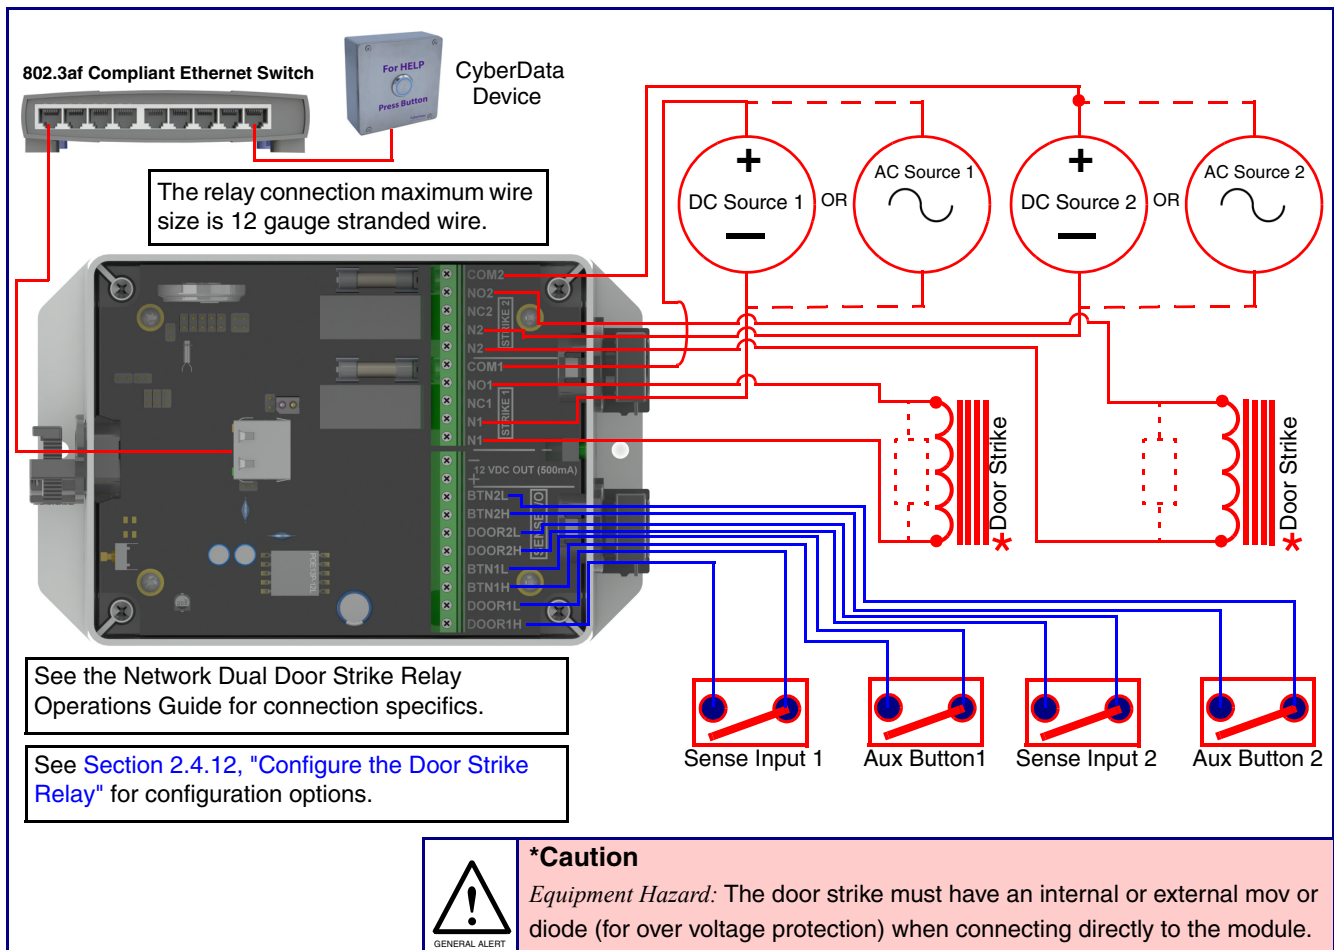 802.3af Compliant Ethernet Switch
For HELP
Press Button
CyberData
Device
The relay connection maximum wire
size is 12 gauge stranded wire.
+
DC Source 1
—
OR
AC Source 1
+
DC Source 2
—
OR
AC Source 2
COM2
NO2
NC2
N2
N2
STRIKE 2
COM1
NO1
NC1
N1
N1
STRIKE 1
−
+
12 VDC OUT (500mA)
BTN2L
BTN2H
DOOR2L
DOOR2H
BTN1L
BTN1H
DOOR1L
DOOR1H
SENSE I/O
POE13P-12L
*Door Strike
*Door Strike
Sense Input 1
Aux Button1
Sense Input 2
Aux Button 2
See the Network Dual Door Strike Relay
Operations Guide for connection specifics.
See Section 2.4.12, "Configure the Door Strike
Relay" for configuration options.
!
GENERAL ALERT
*Caution
Equipment Hazard: The door strike must have an internal or external mov or
diode (for over voltage protection) when connecting directly to the module.